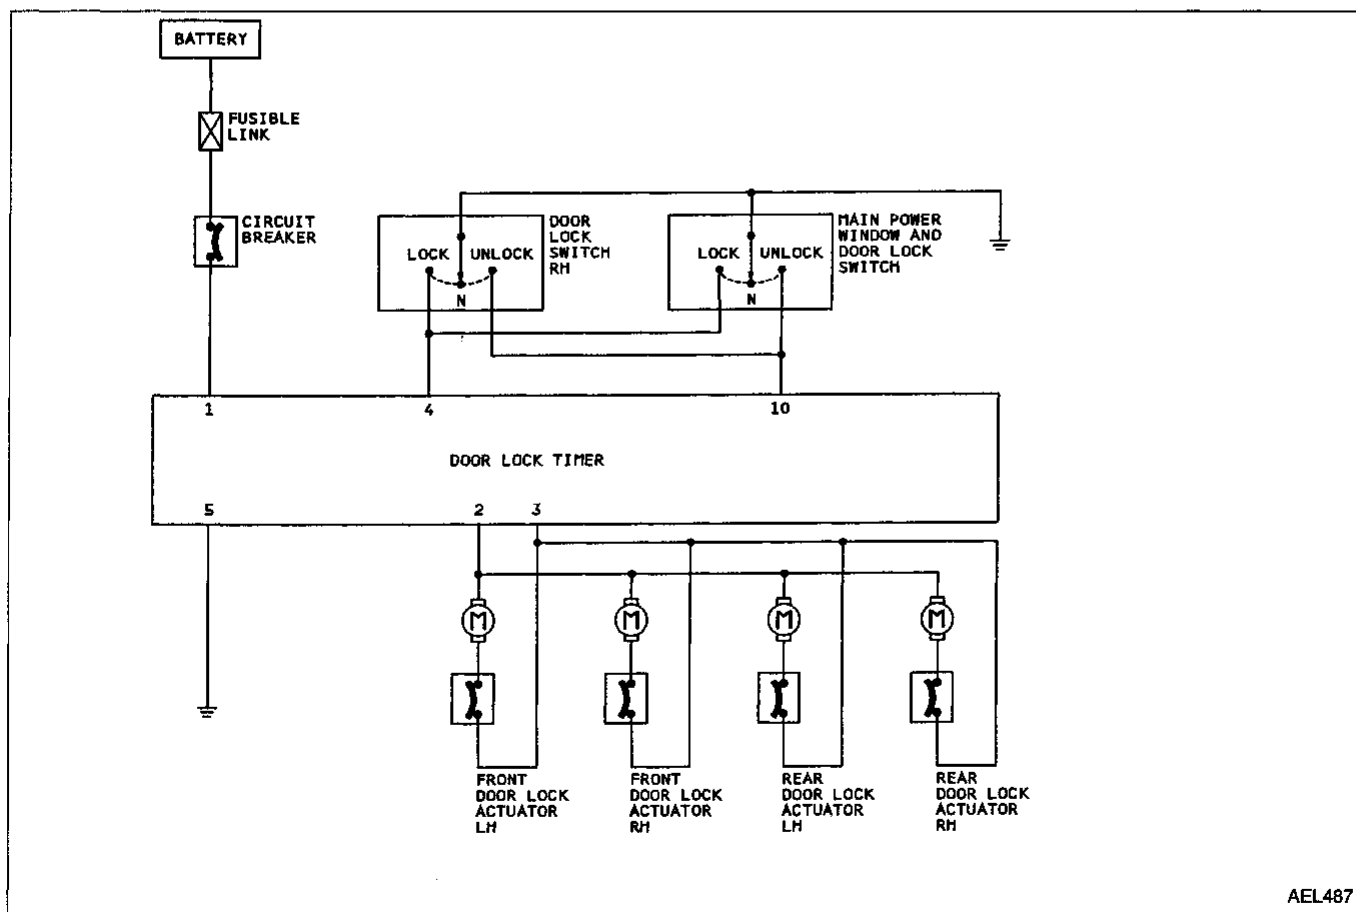 BATTERY
FUSIBLE
LINK
CIRCUIT
BREAKER
DOOR
LOCK
SWITCH
RH
LOCK
UNLOCK
N
MAIN POWER
WINDOW AND
DOOR LOCK
SWITCH
LOCK
UNLOCK
N
1
4
10
DOOR LOCK TIMER
5
2
3
M
M
M
M
FRONT
DOOR LOCK
ACTUATOR
LH
FRONT
DOOR LOCK
ACTUATOR
RH
REAR
DOOR LOCK
ACTUATOR
LH
REAR
DOOR LOCK
ACTUATOR
RH
AEL487